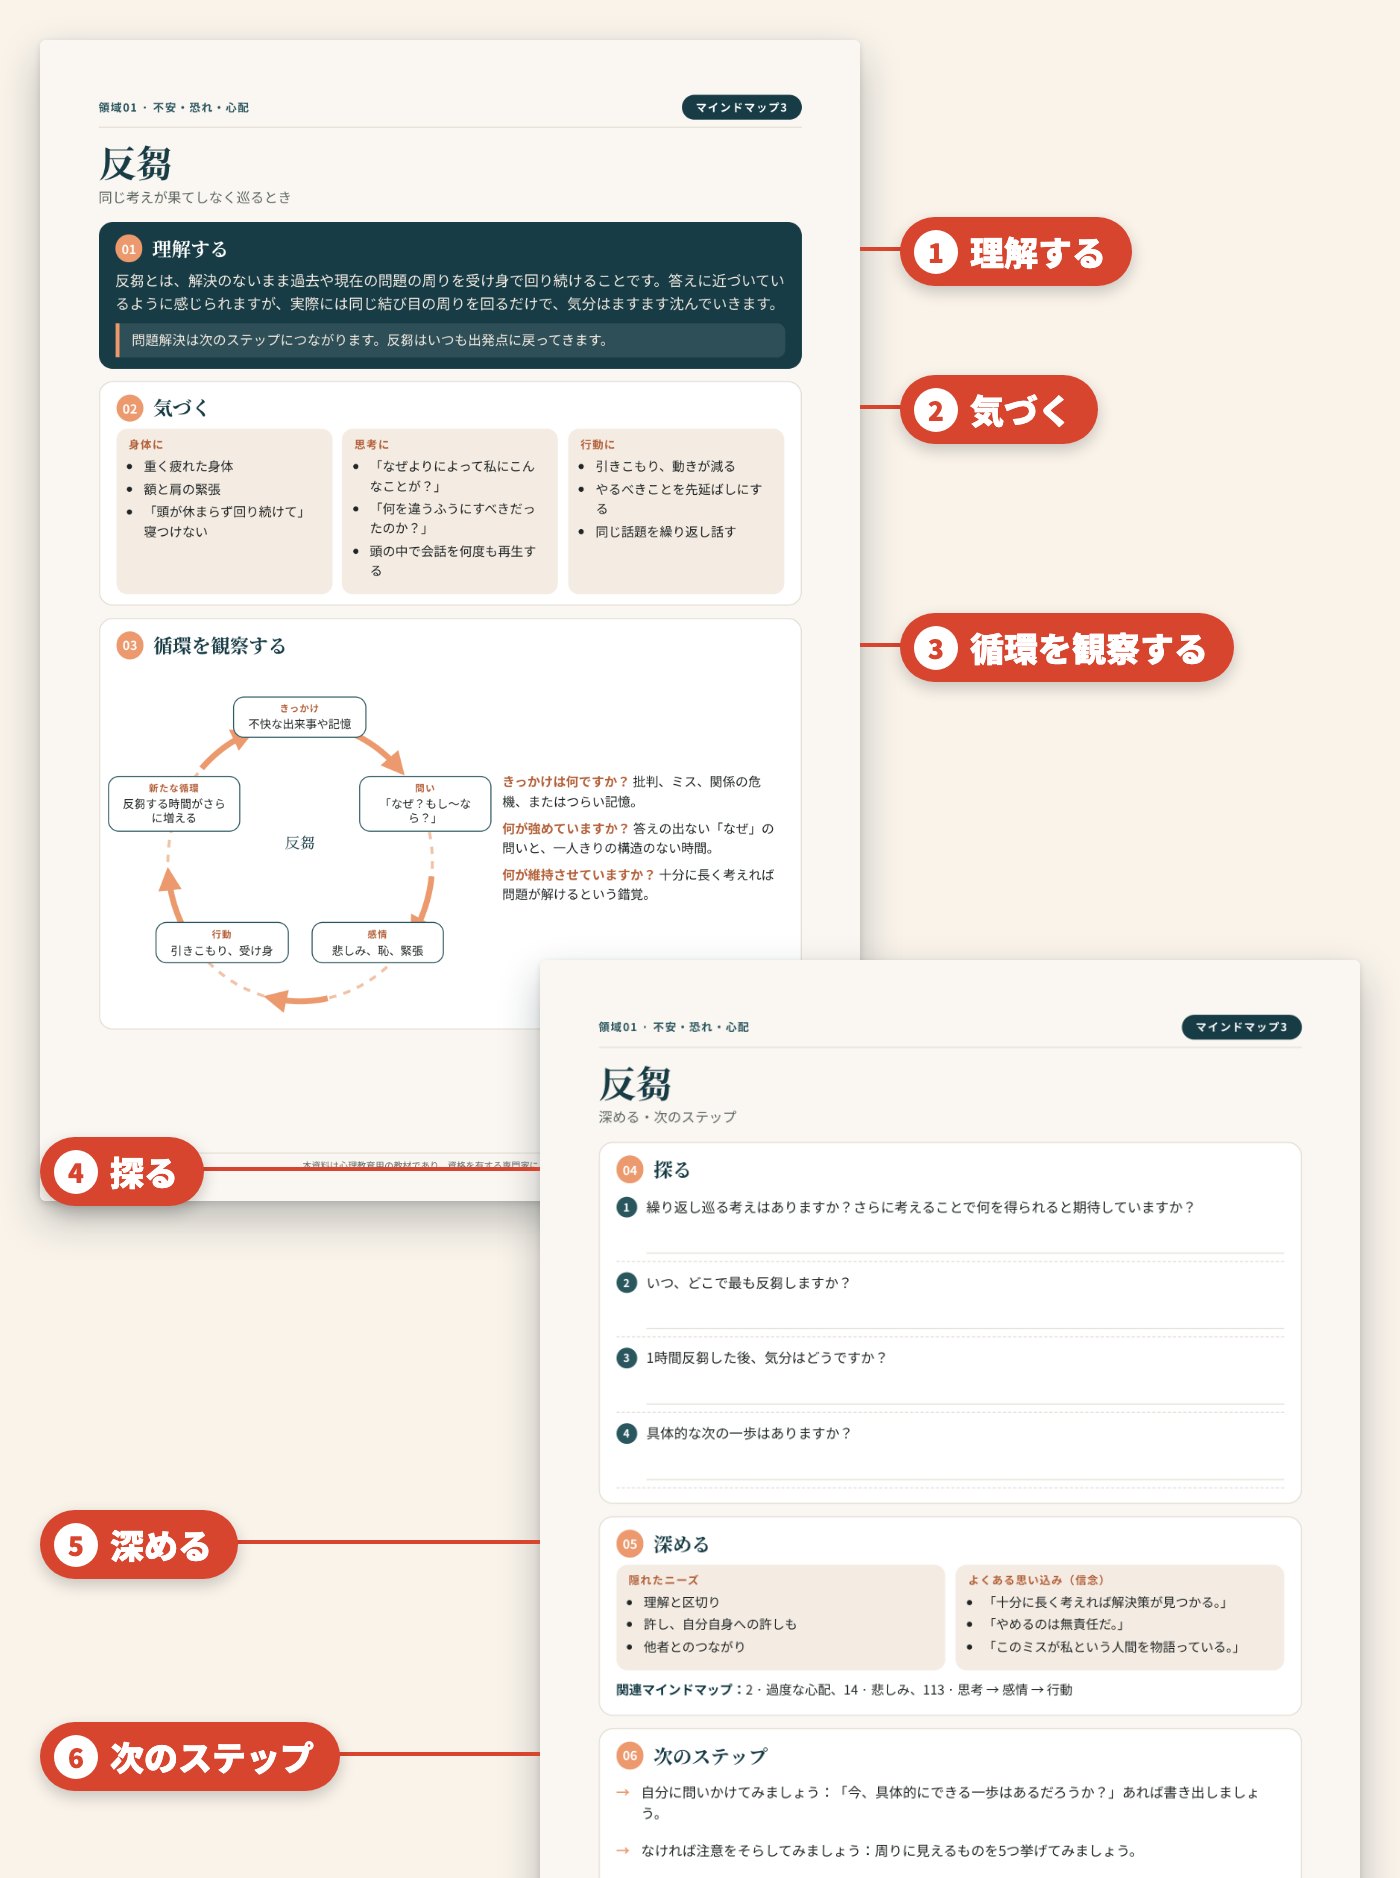 領域01 · 不安・恐れ・心配
マインドマップ3
反芻
同じ考えが果てしなく巡るとき
01 理解する
反芻とは、解決のないまま過去や現在の問題の周りを受け身で回り続けることです。答えに近づいてい
るように感じられますが、実際には同じ結び目の周りを回るだけで、気分はますます沈んでいきます。
問題解決は次のステップにつながります。反芻はいつも出発点に戻ってきます。
1 理解する
02 気づく
身体に
• 重く疲れた身体
• 額と肩の緊張
• 「頭が休まらず回り続けて」
寝つけない
思考に
• 「なぜよりによって私にこん
なことが？」
• 「何を違うふうにすべきだっ
たのか？」
• 頭の中で会話を何度も再生す
る
行動に
• 引きこもり、動きが減る
• やるべきことを先延ばしにす
る
• 同じ話題を繰り返し話す
2 気づく
03 循環を観察する
きっかけ
不快な出来事や記憶
問い
「なぜ？もし〜な
ら？」
感情
悲しみ、恥、緊張
行動
引きこもり、受け身
新たな循環
反芻する時間がさら
に増える
反芻
きっかけは何ですか？ 批判、ミス、関係の危
機、またはつらい記憶。
何が強めていますか？ 答えの出ない「なぜ」の
問いと、一人きりの構造のない時間。
何が維持させていますか？ 十分に長く考えれば
問題が解けるという錯覚。
3 循環を観察する
本資料は心理教育用の教材であり、資格を有する専門家に
領域01 · 不安・恐れ・心配
マインドマップ3
反芻
深める・次のステップ
4 探る
04 探る
1 繰り返し巡る考えはありますか？さらに考えることで何を得られると期待していますか？
2 いつ、どこで最も反芻しますか？
3 1時間反芻した後、気分はどうですか？
4 具体的な次の一歩はありますか？
5 深める
05 深める
隠れたニーズ
• 理解と区切り
• 許し、自分自身への許しも
• 他者とのつながり
よくある思い込み（信念）
• 「十分に長く考えれば解決策が見つかる。」
• 「やめるのは無責任だ。」
• 「このミスが私という人間を物語っている。」
関連マインドマップ：2 · 過度な心配、14 · 悲しみ、113 · 思考 → 感情 → 行動
6 次のステップ
06 次のステップ
→ 自分に問いかけてみましょう：「今、具体的にできる一歩はあるだろうか？」あれば書き出しましょ
う。
→ なければ注意をそらしてみましょう：周りに見えるものを5つ挙げてみましょう。